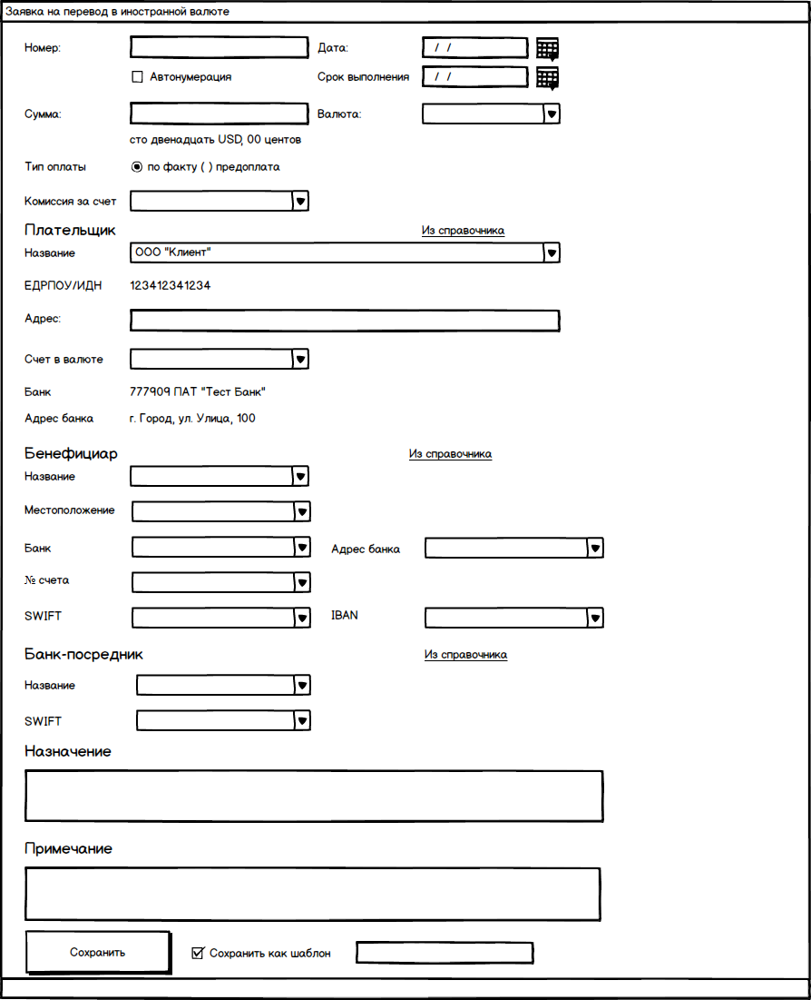 Заявка на перевод в иностранной валюте
Номер: Дата: / /
Автонумерация Срок выполнения / /
Сумма: Валюта:
сто двенадцать USD, 00 центов
Тип оплаты по факту ( ) предоплата
Комиссия за счет
Плательщик Из справочника
Название ООО "Клиент"
ЕДРПОУ/ИДН 123412341234
Адрес:
Счет в валюте
Банк 777909 ПАТ "Тест Банк"
Адрес банка г. Город, ул. Улица, 100
Бенефициар Из справочника
Название
Местоположение
Банк Адрес банка
№ счета
SWIFT IBAN
Банк-посредник Из справочника
Название
SWIFT
Назначение
Примечание
Сохранить Сохранить как шаблон